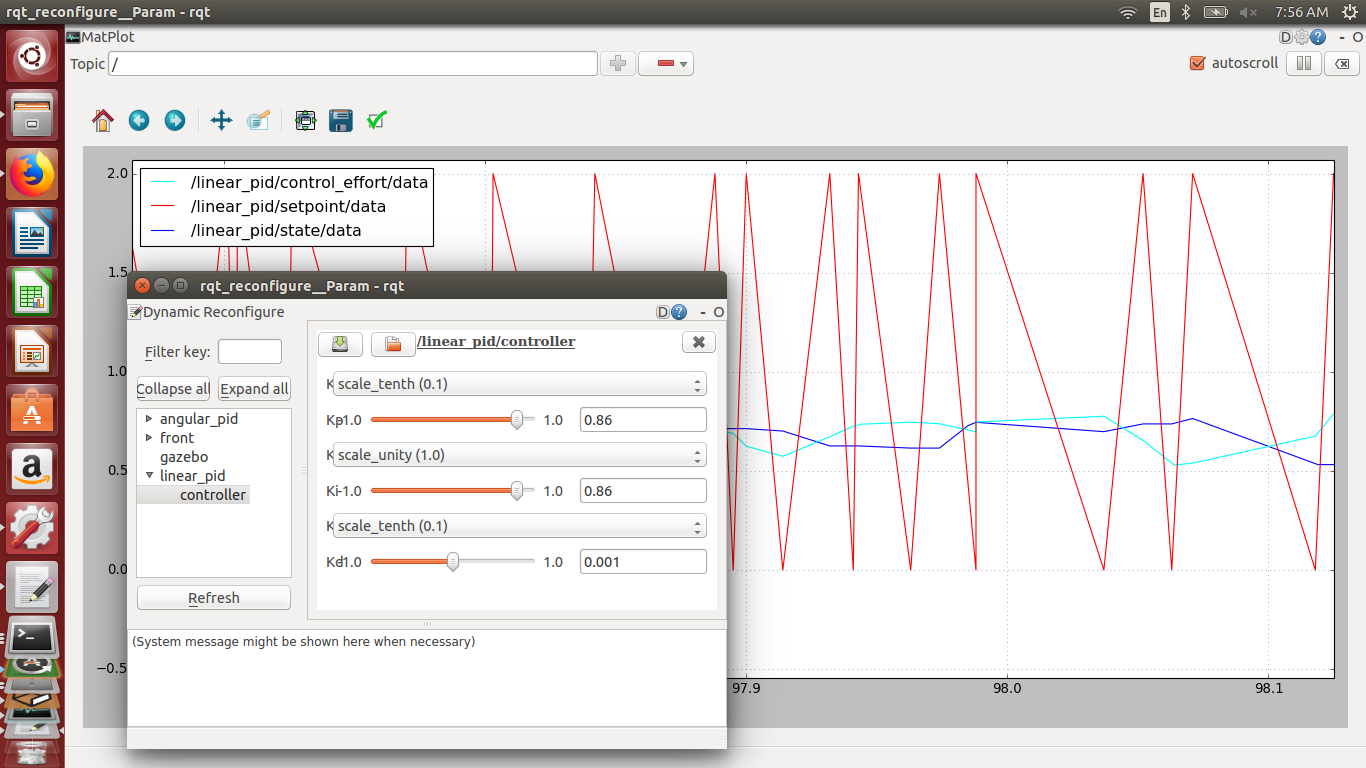 rqt_reconfigure__Param - rqt
En
7:56 AM
MatPlot
D
?
-
O
Topic
/
autoscroll
2.0
1.5
1.0
0.5
0.0
−0.5
/linear_pid/control_effort/data
/linear_pid/setpoint/data
/linear_pid/state/data
97.9
98.0
98.1
rqt_reconfigure__Param - rqt
Dynamic Reconfigure
D
?
-
O
Filter key:
Collapse all
Expand all
angular_pid
front
gazebo
linear_pid
controller
Refresh
/linear_pid/controller
K
scale_tenth (0.1)
Kp
1.0
1.0
0.86
K
scale_unity (1.0)
Ki
-1.0
1.0
0.86
K
scale_tenth (0.1)
Kd
1.0
1.0
0.001
(System message might be shown here when necessary)